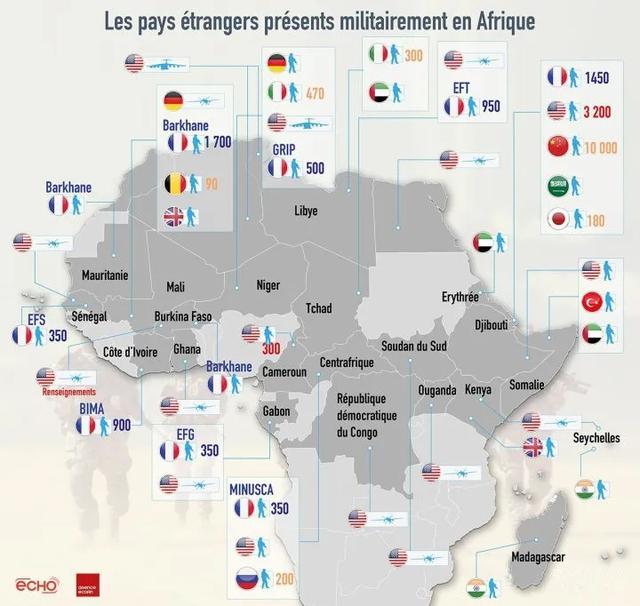 Les pays étrangers présents militairement en Afrique
300
470
EFT
950
1450
3 200
10 000
180
Barkhane
1 700
90
GRIP
500
Barkhane
Libye
Mauritanie
Mali
Niger
Tchad
Erythrée
Djibouti
EFS
350
Sénégal
Burkina Faso
Côte d'Ivoire
Ghana
300
Barkhane
Cameroun
Centrafrique
Soudan du Sud
Ouganda
Kenya
Somalie
Renseignements
BIMA
900
Gabon
République
démocratique
du Congo
Seychelles
EFG
350
MINUSCA
350
200
Madagascar
ECHO